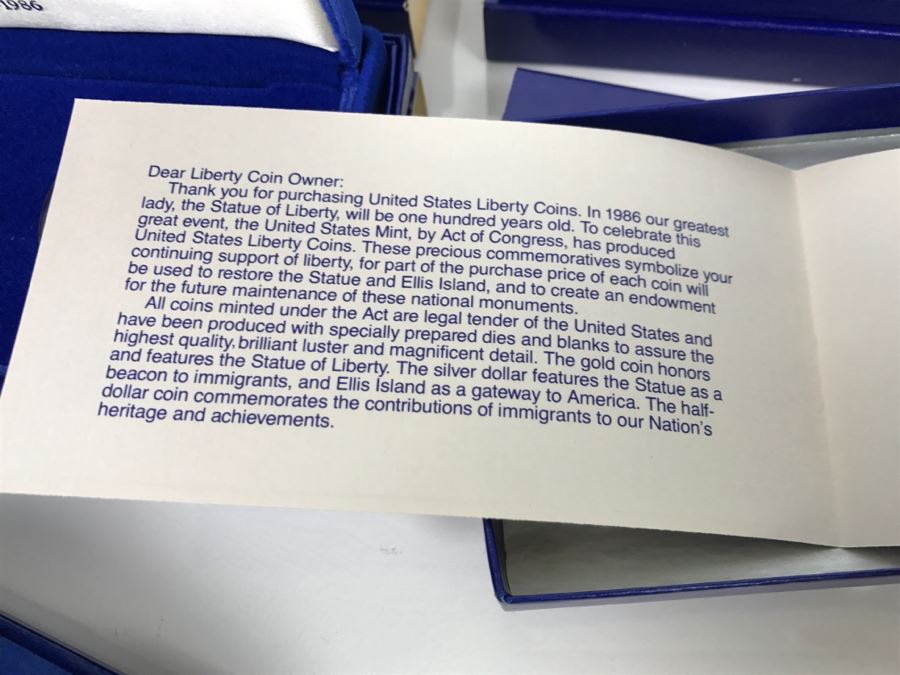 1986
Dear Liberty Coin Owner:
Thank you for purchasing United States Liberty Coins. In 1986 our greatest
lady, the Statue of Liberty, will be one hundred years old. To celebrate this
great event, the United States Mint, by Act of Congress, has produced
United States Liberty Coins. These precious commemoratives symbolize your
continuing support of liberty, for part of the purchase price of each coin will
be used to restore the Statue and Ellis Island, and to create an endowment
for the future maintenance of these national monuments.
All coins minted under the Act are legal tender of the United States and
have been produced with specially prepared dies and blanks to assure the
highest quality, brilliant luster and magnificent detail. The gold coin honors
and features the Statue of Liberty. The silver dollar features the Statue as a
beacon to immigrants, and Ellis Island as a gateway to America. The half-
dollar coin commemorates the contributions of immigrants to our Nation's
heritage and achievements.